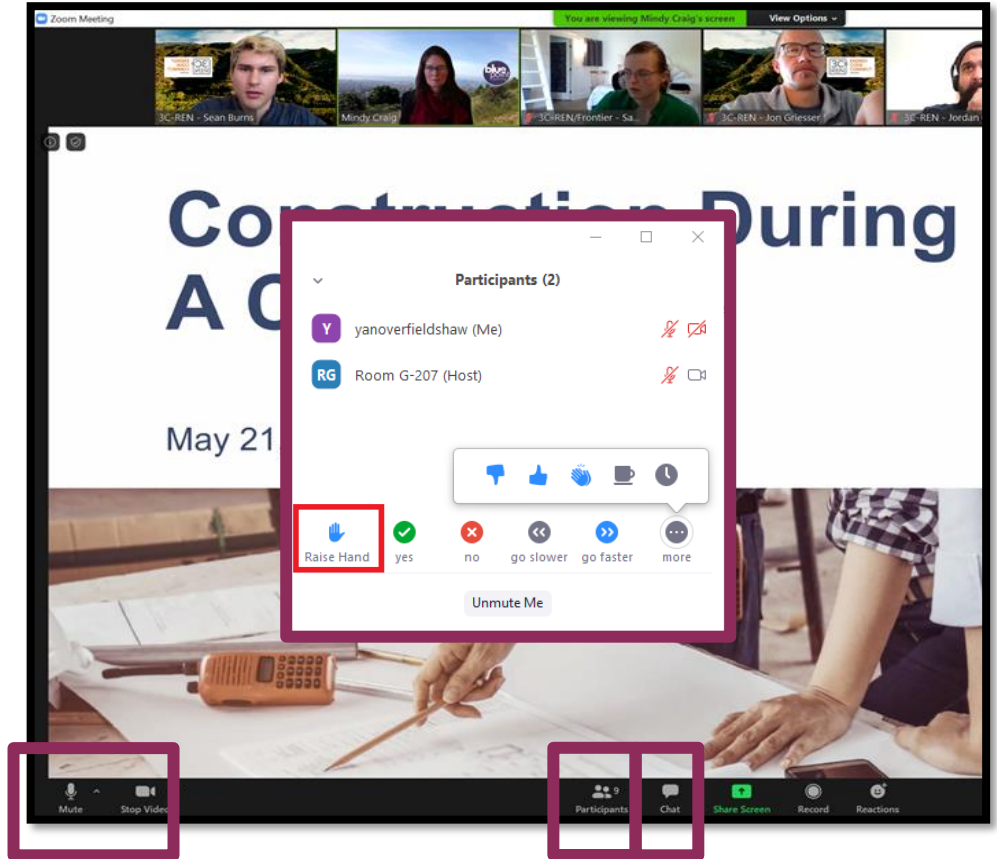 Zoom Meeting
You are viewing Mindy Craig's screen
View Options
3C-REN - Sean Burns
Mindy Craig
blue
3C-REN/Frontier - Sa...
3C-REN - Jon Griesser
3C-REN - Jordan
Construction During
A C
May 21,
Participants (2)
Y yanoverfieldshaw (Me)
RG Room G-207 (Host)
Raise Hand yes no go slower go faster more
Unmute Me
Mute Stop Video Participants 9 Chat Share Screen Record Reactions